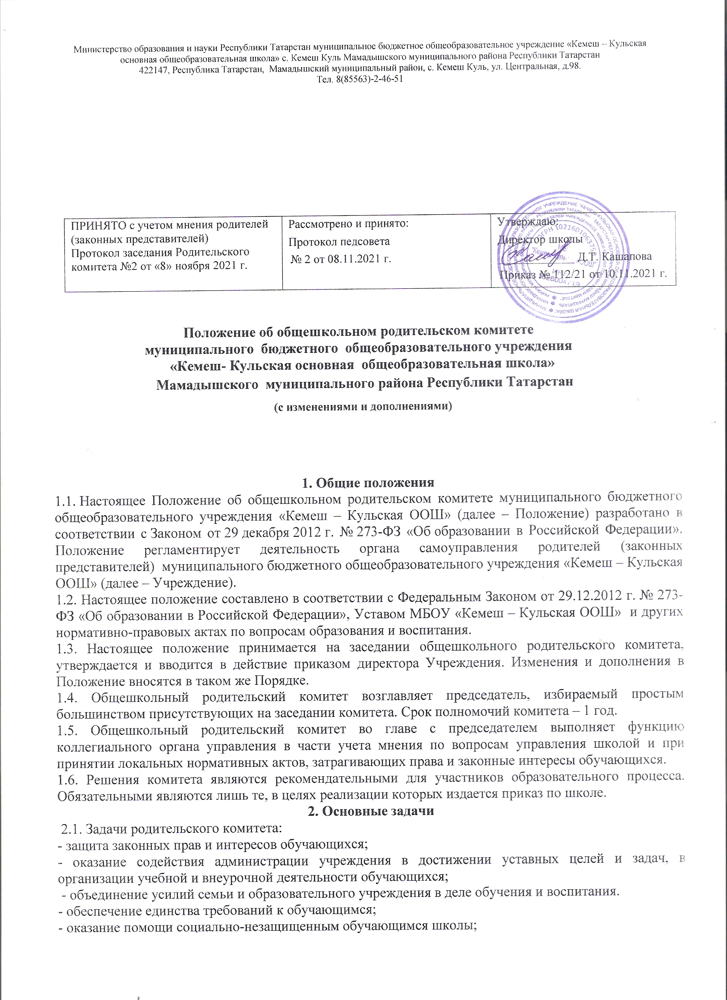 Министерство образования и науки Республики Татарстан муниципальное бюджетное общеобразовательное учреждение «Кемеш – Кульская
основная общеобразовательная школа» с. Кемеш Куль Мамадышского муниципального района Республики Татарстан
422147, Республика Татарстан, Мамадышский муниципальный район, с. Кемеш Куль, ул. Центральная, д.98.
Тел. 8(85563)-2-46-51
ПРИНЯТО с учетом мнения родителей
(законных представителей)
Протокол заседания Родительского
комитета №2 от «8» ноября 2021 г.
Рассмотрено и принято:
Протокол педсовета
№ 2 от 08.11.2021 г.
Утверждаю:
Директор школы
Д.Т. Кашапова
Приказ № 112/21 от 10.11.2021 г.
Положение об общешкольном родительском комитете
муниципального бюджетного общеобразовательного учреждения
«Кемеш- Кульская основная общеобразовательная школа»
Мамадышского муниципального района Республики Татарстан
(с изменениями и дополнениями)
1. Общие положения
1.1. Настоящее Положение об общешкольном родительском комитете муниципального бюджетного
общеобразовательного учреждения «Кемеш – Кульская ООШ» (далее – Положение) разработано в
соответствии с Законом от 29 декабря 2012 г. № 273-ФЗ «Об образовании в Российской Федерации».
Положение регламентирует деятельность органа самоуправления родителей (законных
представителей) муниципального бюджетного общеобразовательного учреждения «Кемеш – Кульская
ООШ» (далее – Учреждение).
1.2. Настоящее положение составлено в соответствии с Федеральным Законом от 29.12.2012 г. № 273-
ФЗ «Об образовании в Российской Федерации», Уставом МБОУ «Кемеш – Кульская ООШ» и других
нормативно-правовых актах по вопросам образования и воспитания.
1.3. Настоящее положение принимается на заседании общешкольного родительского комитета,
утверждается и вводится в действие приказом директора Учреждения. Изменения и дополнения в
Положение вносятся в таком же Порядке.
1.4. Общешкольный родительский комитет возглавляет председатель, избираемый простым
большинством присутствующих на заседании комитета. Срок полномочий комитета – 1 год.
1.5. Общешкольный родительский комитет во главе с председателем выполняет функцию
коллегиального органа управления в части учета мнения по вопросам управления школой и при
принятии локальных нормативных актов, затрагивающих права и законные интересы обучающихся.
1.6. Решения комитета являются рекомендательными для участников образовательного процесса.
Обязательными являются лишь те, в целях реализации которых издается приказ по школе.
2. Основные задачи
2.1. Задачи родительского комитета:
- защита законных прав и интересов обучающихся;
- оказание содействия администрации учреждения в достижении уставных целей и задач, в
организации учебной и внеурочной деятельности обучающихся;
- объединение усилий семьи и образовательного учреждения в деле обучения и воспитания.
- обеспечение единства требований к обучающимся;
- оказание помощи социально-незащищенным обучающимся школы;